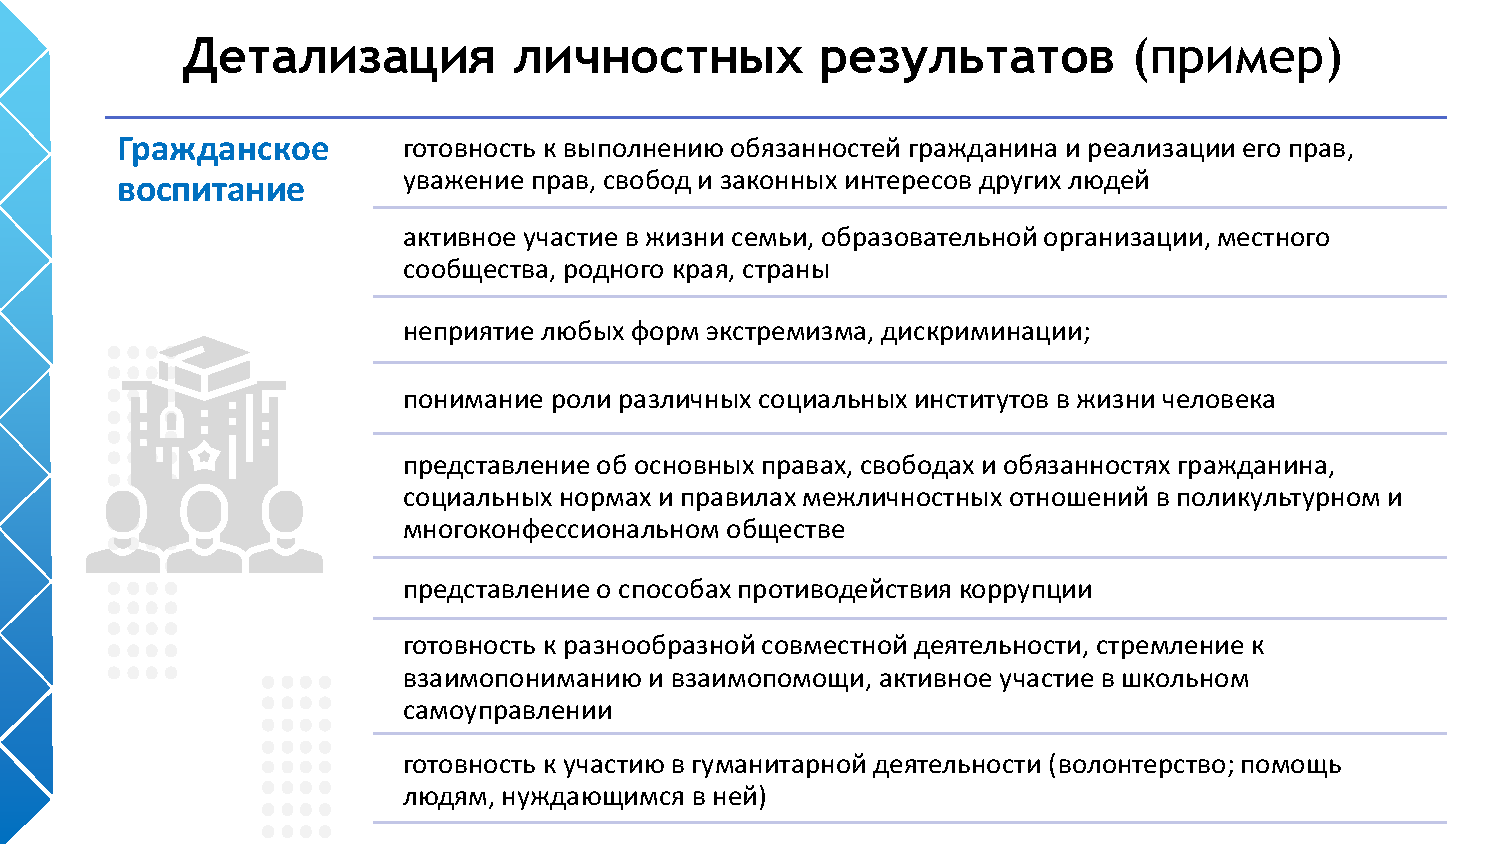 Детализация личностных результатов (пример)
Гражданское
воспитание
готовность к выполнению обязанностей гражданина и реализации его прав,
уважение прав, свобод и законных интересов других людей
активное участие в жизни семьи, образовательной организации, местного
сообщества, родного края, страны
неприятие любых форм экстремизма, дискриминации;
понимание роли различных социальных институтов в жизни человека
представление об основных правах, свободах и обязанностях гражданина,
социальных нормах и правилах межличностных отношений в поликультурном и
многоконфессиональном обществе
представление о способах противодействия коррупции
готовность к разнообразной совместной деятельности, стремление к
взаимопониманию и взаимопомощи, активное участие в школьном
самоуправлении
готовность к участию в гуманитарной деятельности (волонтерство; помощь
людям, нуждающимся в ней)